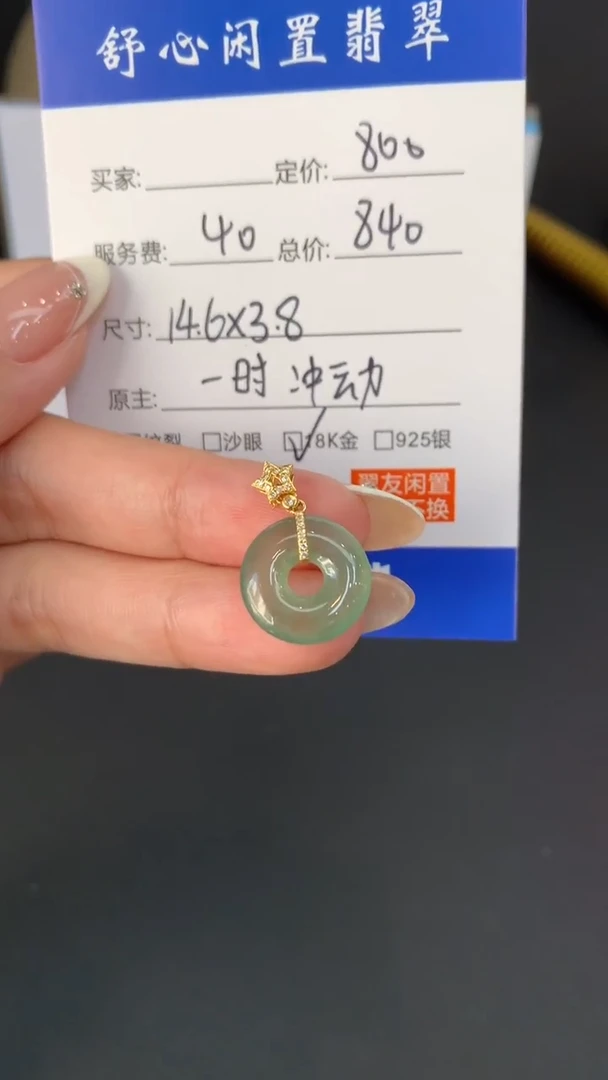 舒心闲置翡翠
买家: 定价: 800
服务费: 40 总价: 840
尺寸: 14.6X3.8
原主: 一时冲动
裂 □沙眼 ☑18K金 □925银
翠友闲置
不换